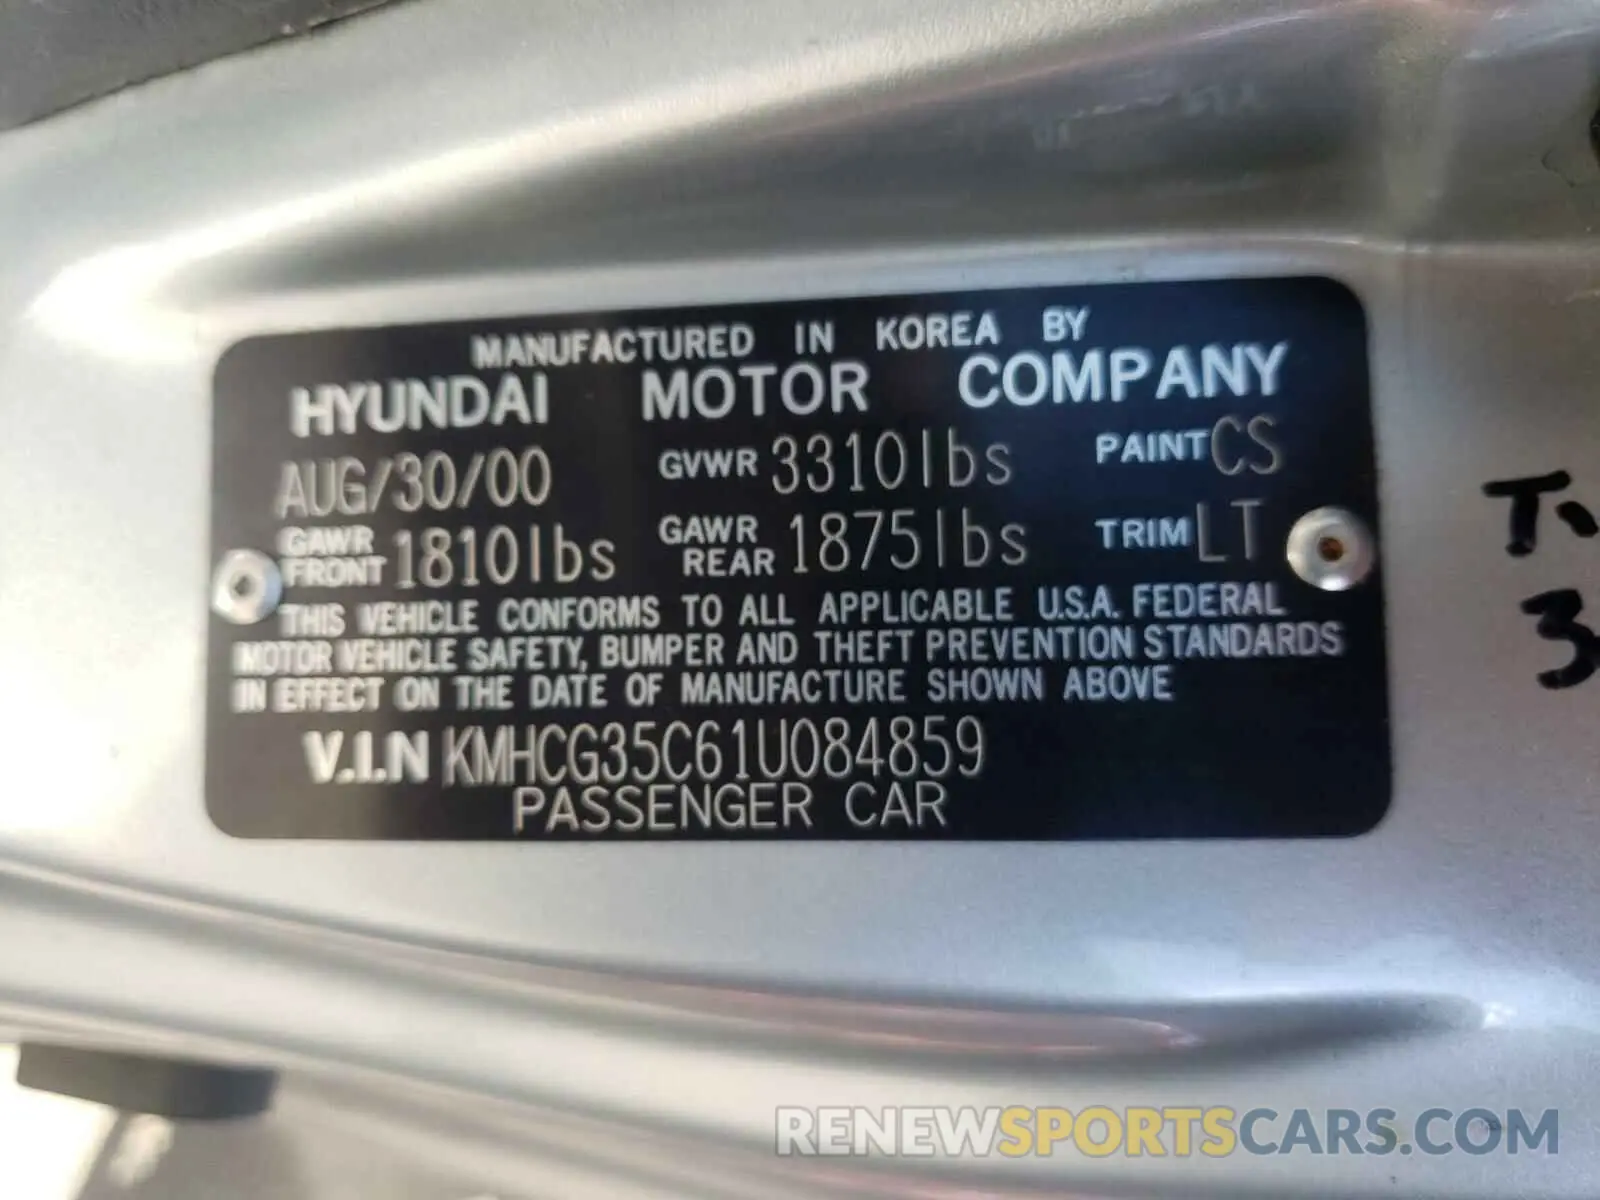 MANUFACTURED IN KOREA BY
HYUNDAI MOTOR COMPANY
AUG/30/00 GVWR 3310lbs PAINT CS
GAWR FRONT 1810lbs GAWR REAR 1875lbs TRIM LT
THIS VEHICLE CONFORMS TO ALL APPLICABLE U.S.A. FEDERAL
MOTOR VEHICLE SAFETY, BUMPER AND THEFT PREVENTION STANDARDS
IN EFFECT ON THE DATE OF MANUFACTURE SHOWN ABOVE
V.I.N KMHCG35C61U084859
PASSENGER CAR
RENEWSPORTSCARS.COM